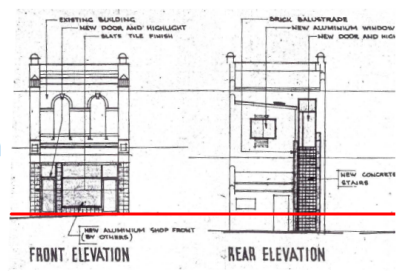 EXISTING BUILDING
NEW DOOR AND HIGHLIGHT
SLATE TILE FINISH
NEW ALUMINIUM SHOP FRONT
(BY OTHERS)
FRONT ELEVATION
BRICK BALUSTRADE
NEW ALUMINIUM WINDOW
NEW DOOR AND HIGH
NEW CONCRETE
STAIRS
REAR ELEVATION